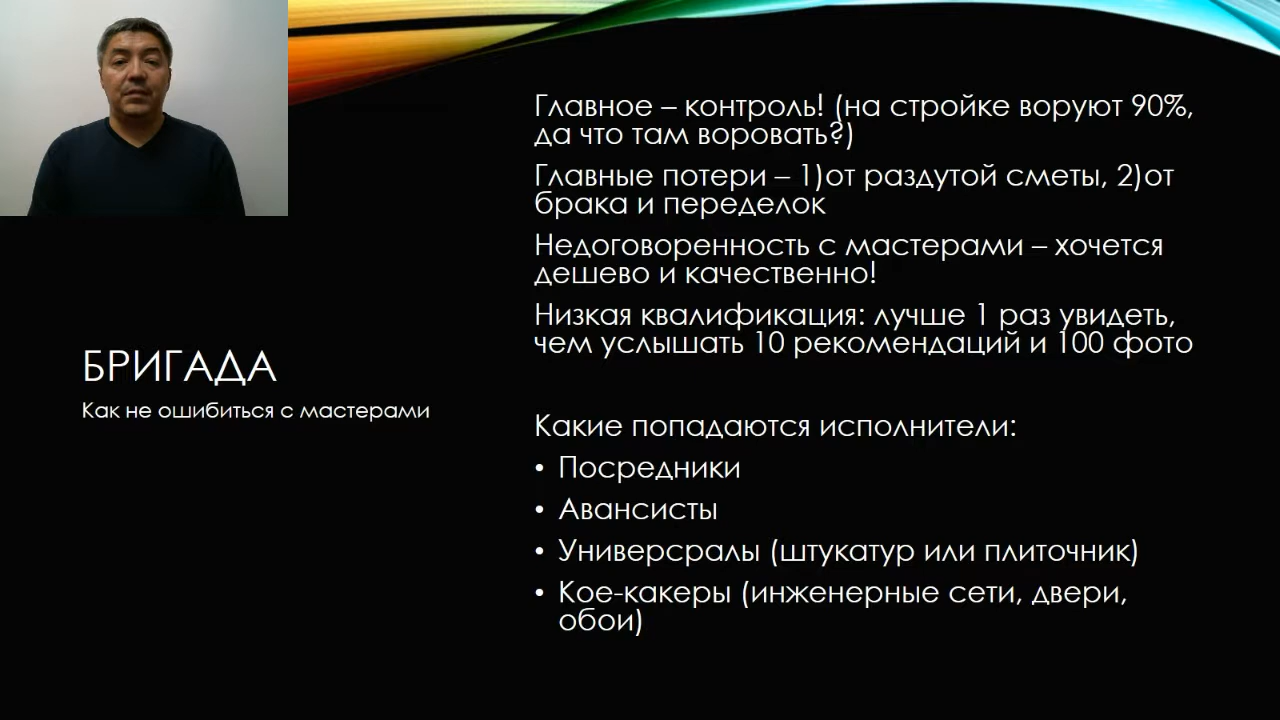 БРИГАДА
Как не ошибиться с мастерами
Главное – контроль! (на стройке воруют 90%,
да что там воровать?)
Главные потери – 1)от раздутой сметы, 2)от
брака и переделок
Недоговоренность с мастерами – хочется
дешево и качественно!
Низкая квалификация: лучше 1 раз увидеть,
чем услышать 10 рекомендаций и 100 фото
Какие попадаются исполнители:
• Посредники
• Авансисты
• Универсралы (штукатур или плиточник)
• Кое-какеры (инженерные сети, двери,
обои)